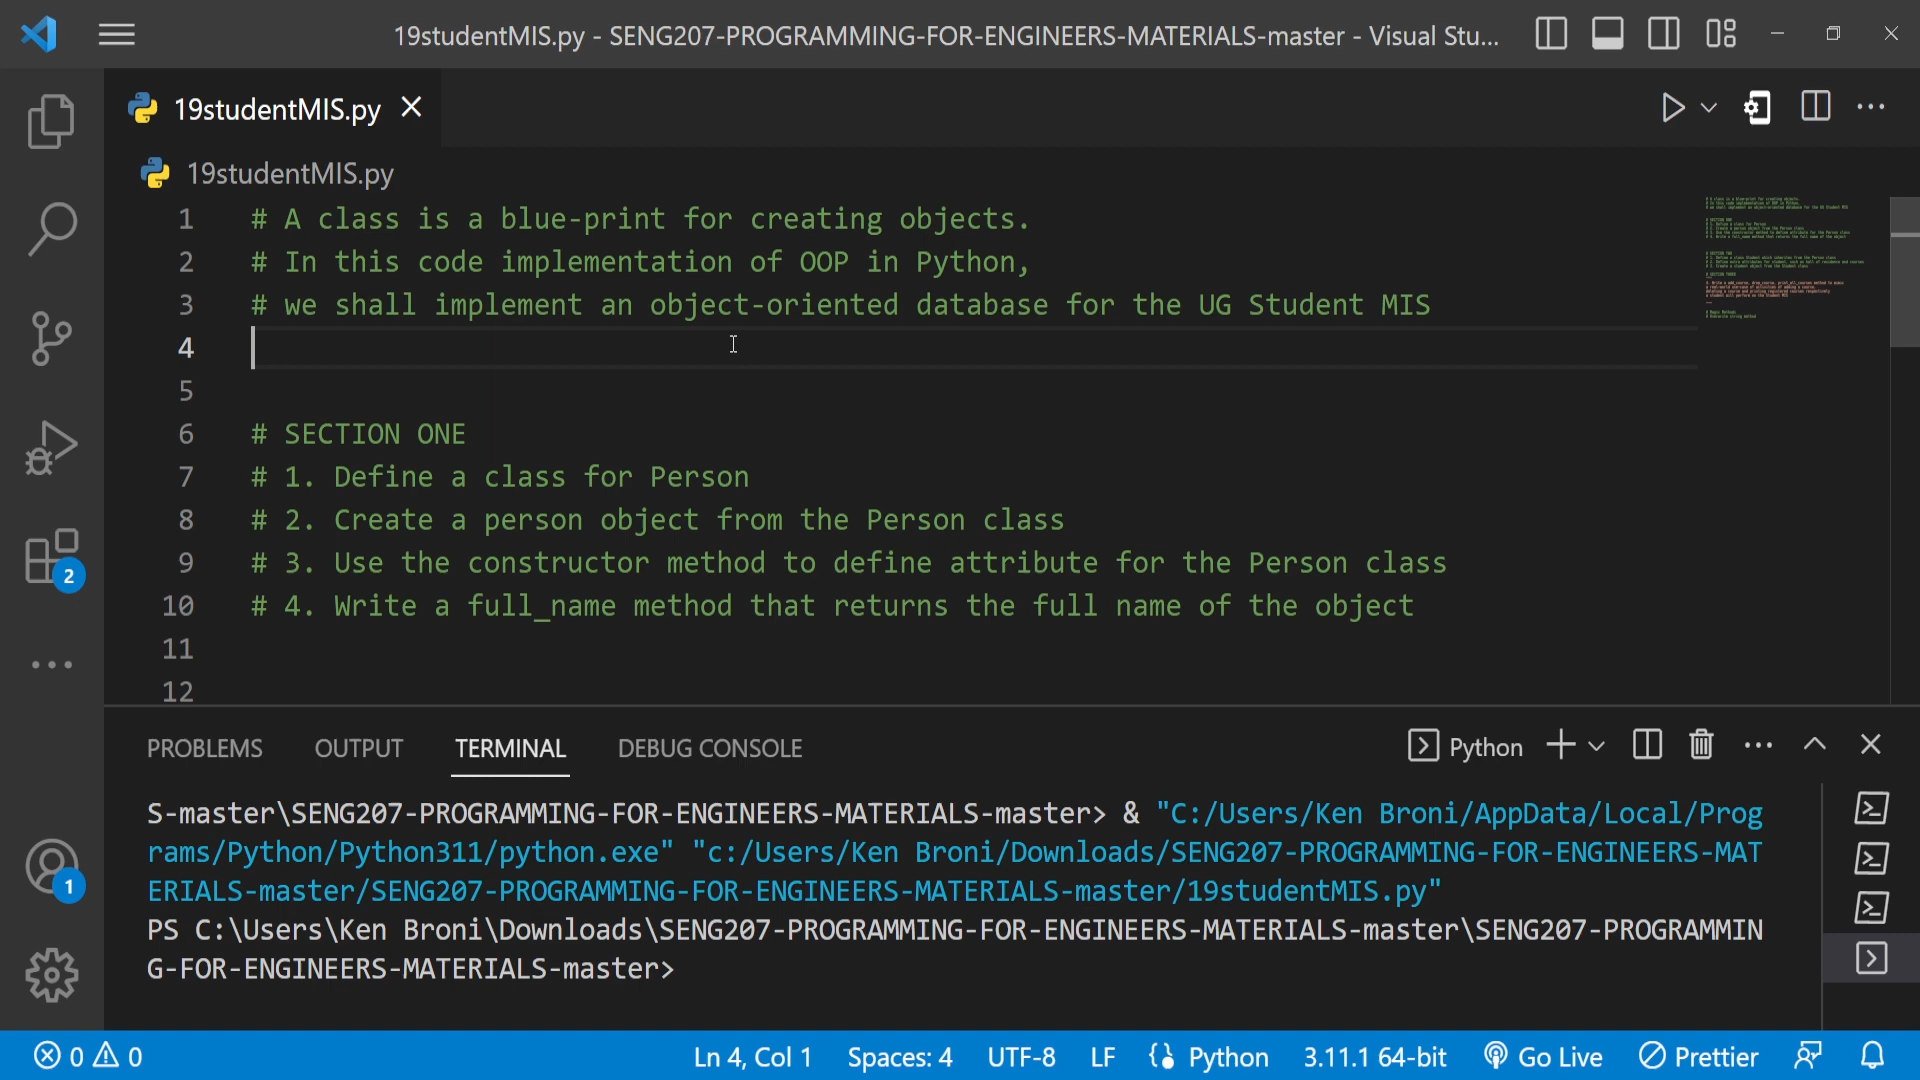 19studentMIS.py - SENG207-PROGRAMMING-FOR-ENGINEERS-MATERIALS-master - Visual Stu...
19studentMIS.py
19studentMIS.py
1 # A class is a blue-print for creating objects.
2 # In this code implementation of OOP in Python,
3 # we shall implement an object-oriented database for the UG Student MIS
4
5
6 # SECTION ONE
7 # 1. Define a class for Person
8 # 2. Create a person object from the Person class
9 # 3. Use the constructor method to define attribute for the Person class
10 # 4. Write a full_name method that returns the full name of the object
11
12
2
1
PROBLEMS OUTPUT TERMINAL DEBUG CONSOLE Python
S-master\SENG207-PROGRAMMING-FOR-ENGINEERS-MATERIALS-master> & "C:/Users/Ken Broni/AppData/Local/Prog
rams/Python/Python311/python.exe" "c:/Users/Ken Broni/Downloads/SENG207-PROGRAMMING-FOR-ENGINEERS-MAT
ERIALS-master/SENG207-PROGRAMMING-FOR-ENGINEERS-MATERIALS-master/19studentMIS.py"
PS C:\Users\Ken Broni\Downloads\SENG207-PROGRAMMING-FOR-ENGINEERS-MATERIALS-master\SENG207-PROGRAMMIN
G-FOR-ENGINEERS-MATERIALS-master>
0 0 Ln 4, Col 1 Spaces: 4 UTF-8 LF Python 3.11.1 64-bit Go Live Prettier